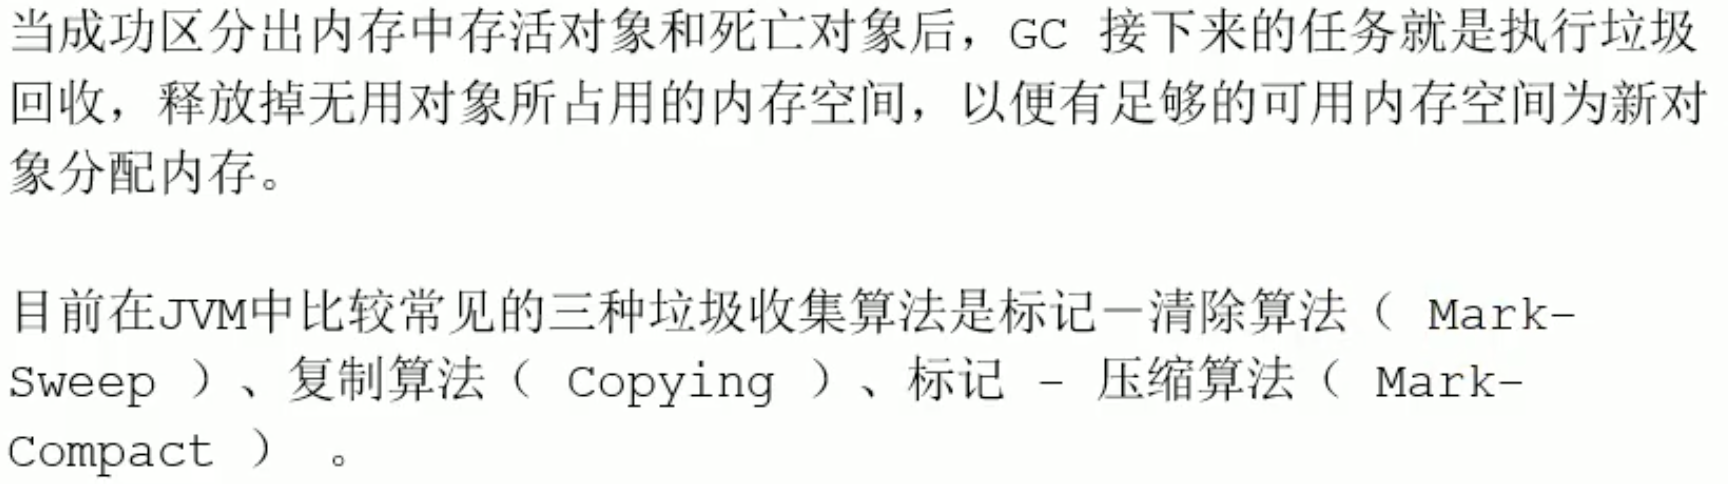 当成功区分出内存中存活对象和死亡对象后，GC 接下来的任务就是执行垃圾
回收，释放掉无用对象所占用的内存空间，以便有足够的可用内存空间为新对
象分配内存。
目前在JVM中比较常见的三种垃圾收集算法是标记－清除算法（ Mark-
Sweep ）、复制算法（ Copying ）、标记 - 压缩算法（ Mark-
Compact ） 。